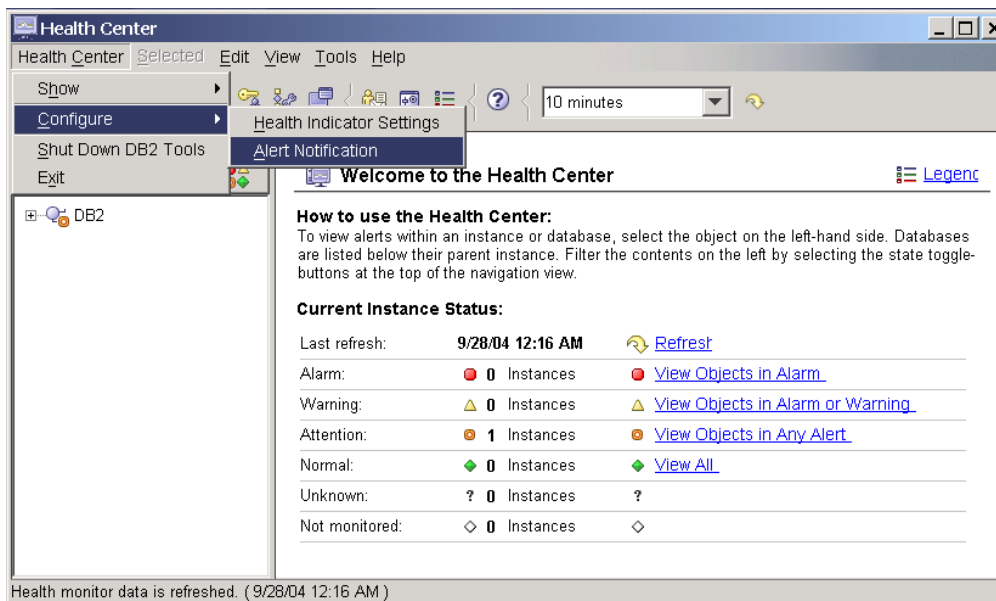 Health Center
Health Center Selected Edit View Tools Help
Show
Configure
Shut Down DB2 Tools
Exit
Health Indicator Settings
Alert Notification
10 minutes
DB2
Welcome to the Health Center
Legend
How to use the Health Center:
To view alerts within an instance or database, select the object on the left-hand side. Databases
are listed below their parent instance. Filter the contents on the left by selecting the state toggle-
buttons at the top of the navigation view.
Current Instance Status:
Last refresh: 9/28/04 12:16 AM Refresh
Alarm: 0 Instances View Objects in Alarm
Warning: 0 Instances View Objects in Alarm or Warning
Attention: 1 Instances View Objects in Any Alert
Normal: 0 Instances View All
Unknown: ? 0 Instances ?
Not monitored: 0 Instances
Health monitor data is refreshed. ( 9/28/04 12:16 AM )